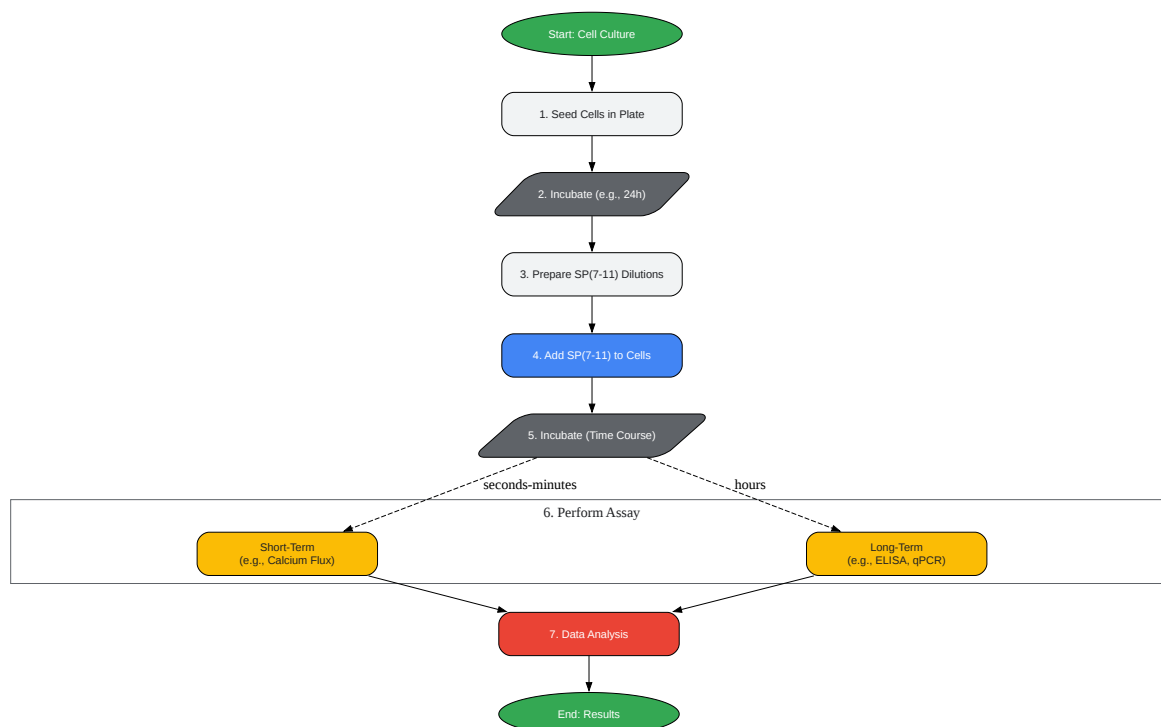 Start: Cell Culture
1. Seed Cells in Plate
2. Incubate (e.g., 24h)
3. Prepare SP(7-11) Dilutions
4. Add SP(7-11) to Cells
5. Incubate (Time Course)
seconds-minutes
hours
6. Perform Assay
Short-Term
(e.g., Calcium Flux)
Long-Term
(e.g., ELISA, qPCR)
7. Data Analysis
End: Results